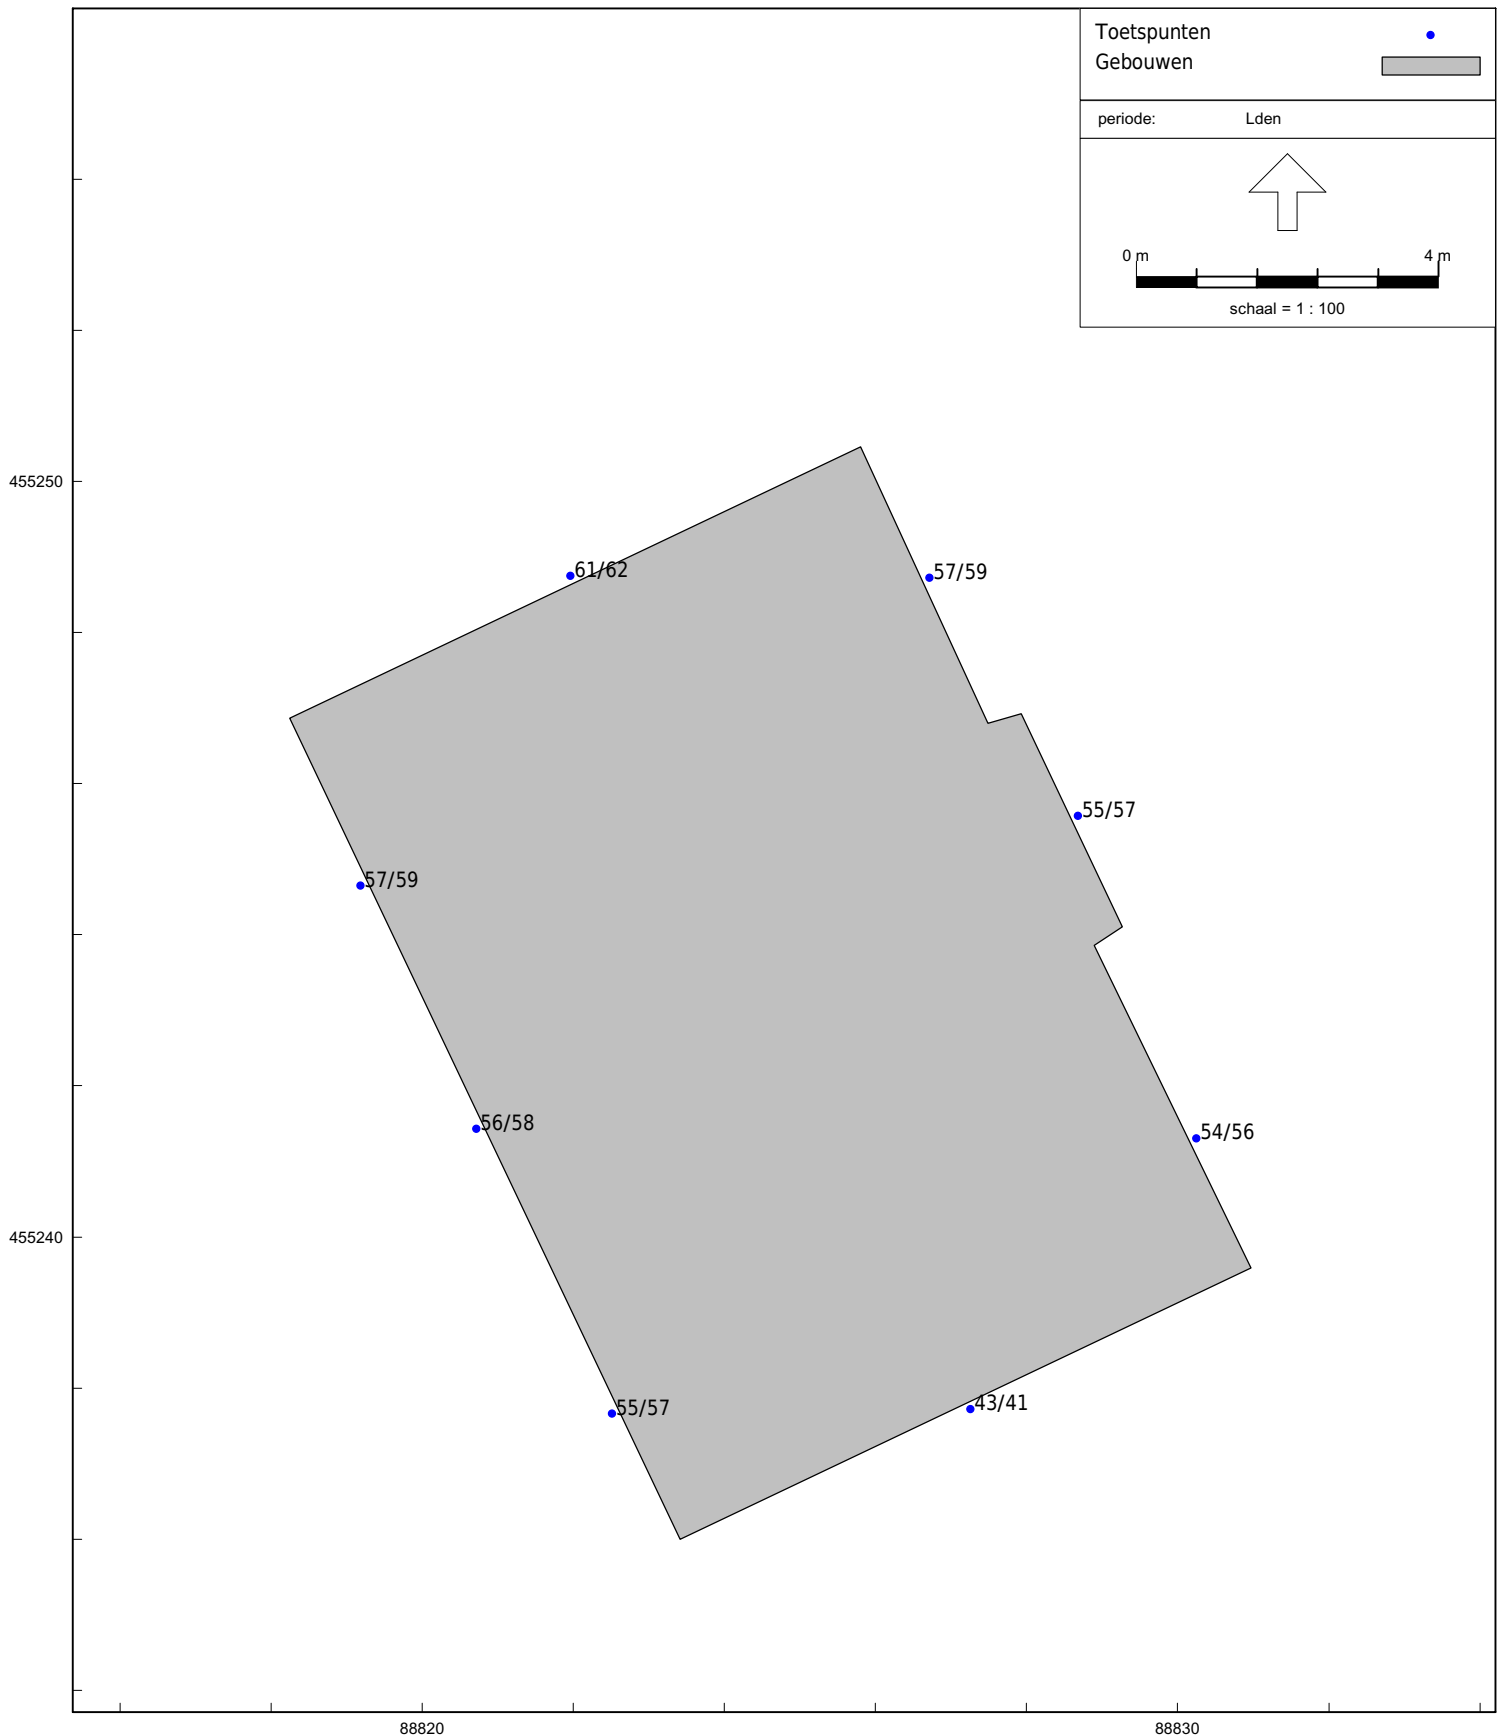 Toetspunten
Gebouwen
periode: Lden
0 m 4 m
schaal = 1 : 100
455250
61/62
57/59
55/57
57/59
56/58
54/56
455240
55/57
43/41
88820 88830